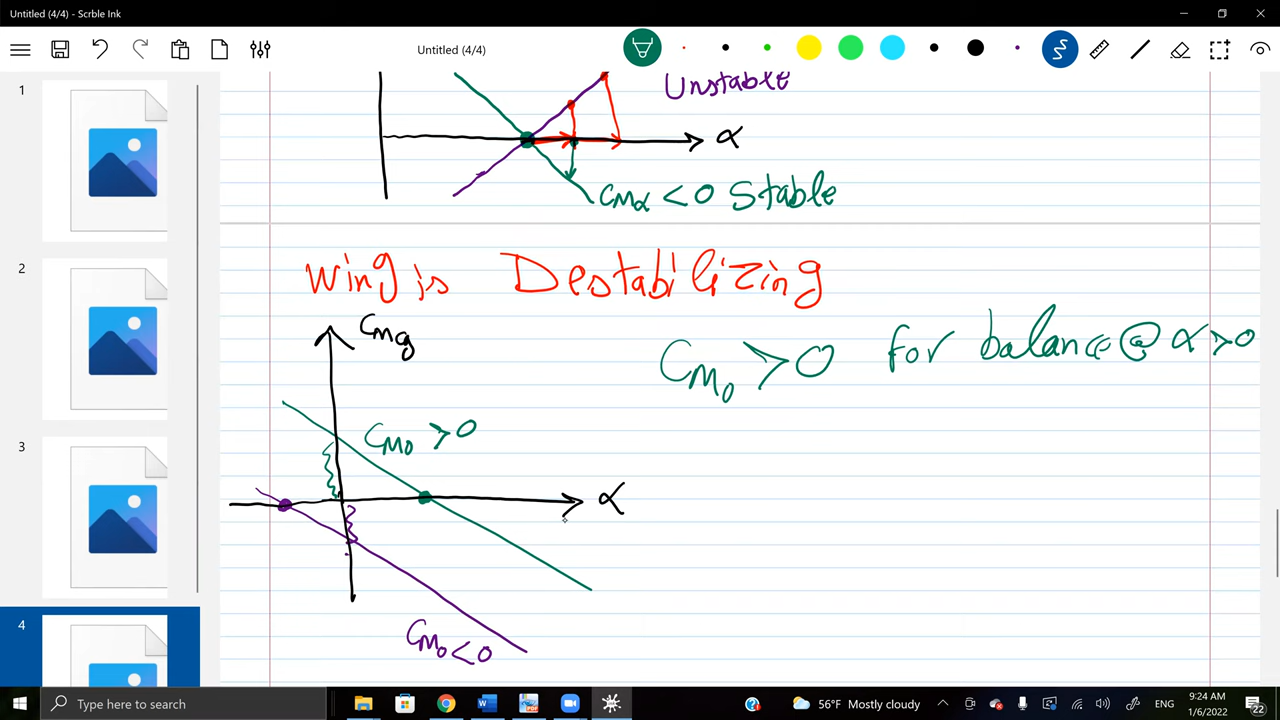 Untitled (4/4) - Scrble Ink
Untitled (4/4)
1
2
3
4
Unstable
α
Cmα < 0 Stable
Wing is Destabilizing
Cmg
CM0 > 0 for balance @ α > 0
CM0 > 0
α
CM0 < 0
Type here to search
56°F Mostly cloudy
ENG
9:24 AM
1/6/2022
22